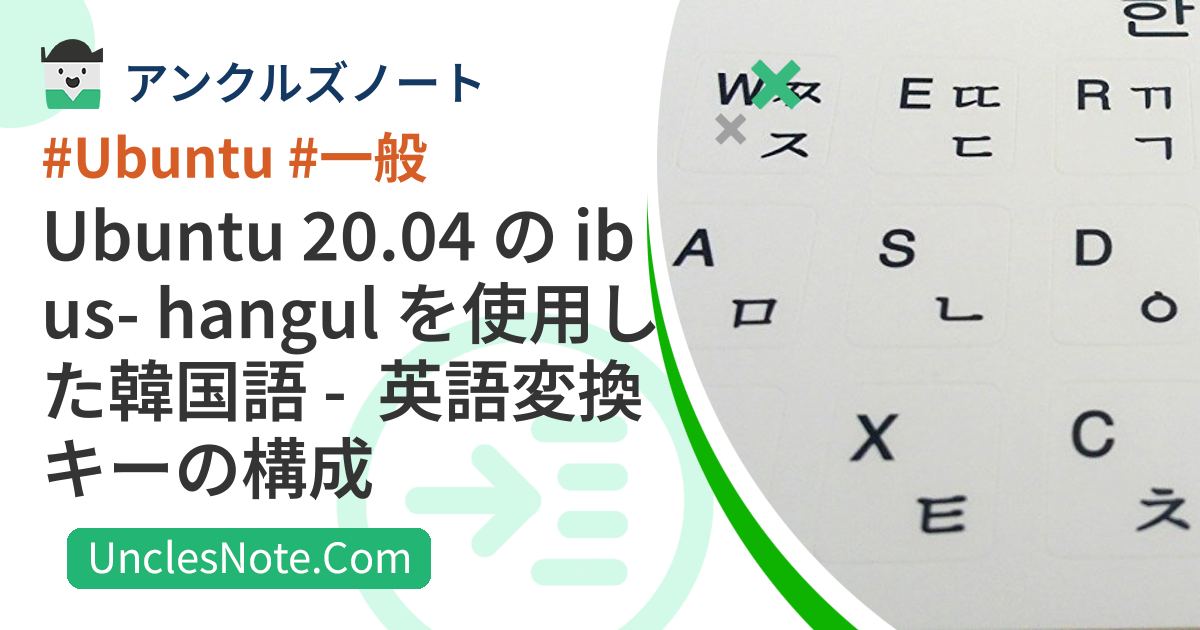 アンクルズノート
#Ubuntu #一般
Ubuntu 20.04 の ib
us- hangul を使用し
た韓国語 -  英語変換
キーの構成
UnclesNote.Com
한
W ㅉ
ㅈ
E ㄸ
ㄷ
R ㄲ
ㄱ
A
ㅁ
S
ㄴ
D
ㅇ
X
ㅌ
C
ㅊ